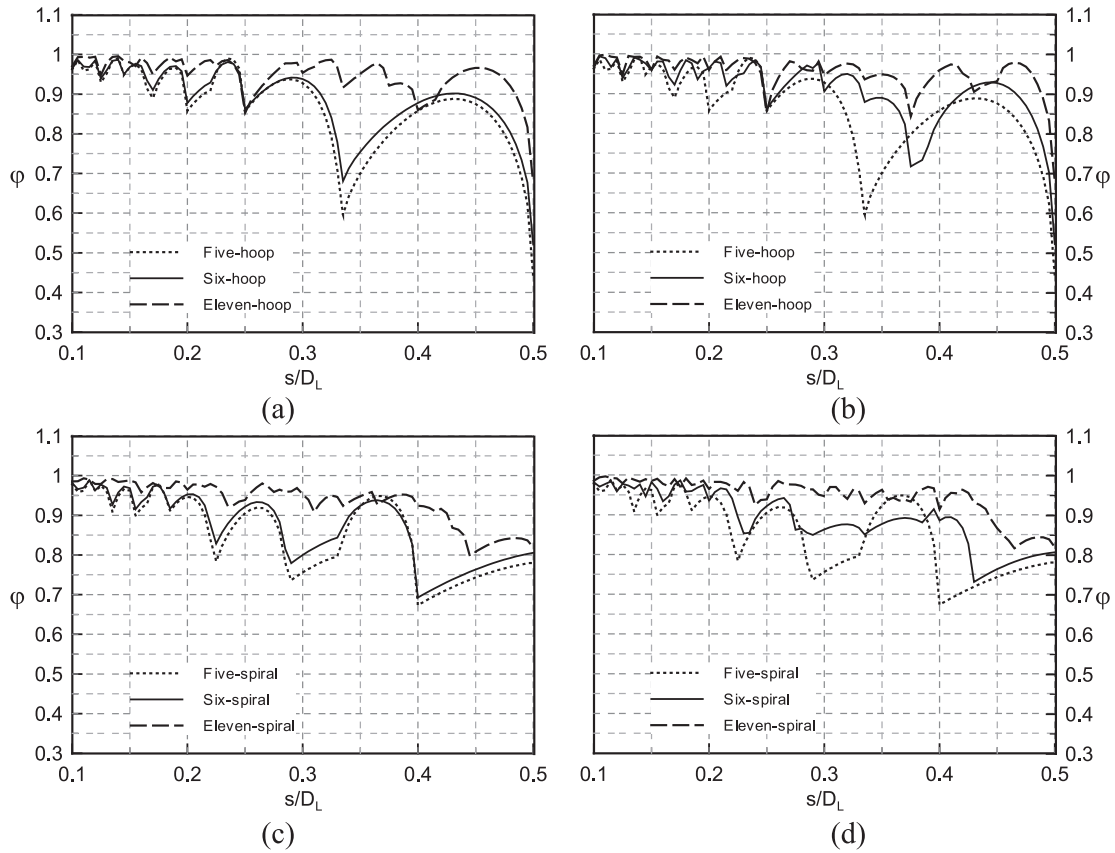 1.1
1
0.9
0.8
0.7
φ
0.6
0.5
0.4
0.3
Five-hoop
Six-hoop
Eleven-hoop
0.1 0.2 0.3 0.4 0.5
s/D_L
(a)
1.1
1
0.9
0.8
0.7
φ
0.6
0.5
0.4
0.3
Five-hoop
Six-hoop
Eleven-hoop
0.1 0.2 0.3 0.4 0.5
s/D_L
(b)
1.1
1
0.9
0.8
0.7
φ
0.6
0.5
0.4
0.3
Five-spiral
Six-spiral
Eleven-spiral
0.1 0.2 0.3 0.4 0.5
s/D_L
(c)
1.1
1
0.9
0.8
0.7
φ
0.6
0.5
0.4
0.3
Five-spiral
Six-spiral
Eleven-spiral
0.1 0.2 0.3 0.4 0.5
s/D_L
(d)